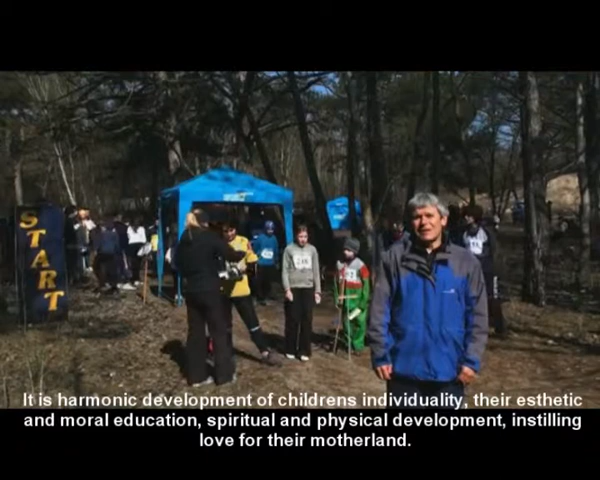 START
It is harmonic development of childrens individuality, their esthetic
and moral education, spiritual and physical development, instilling
love for their motherland.